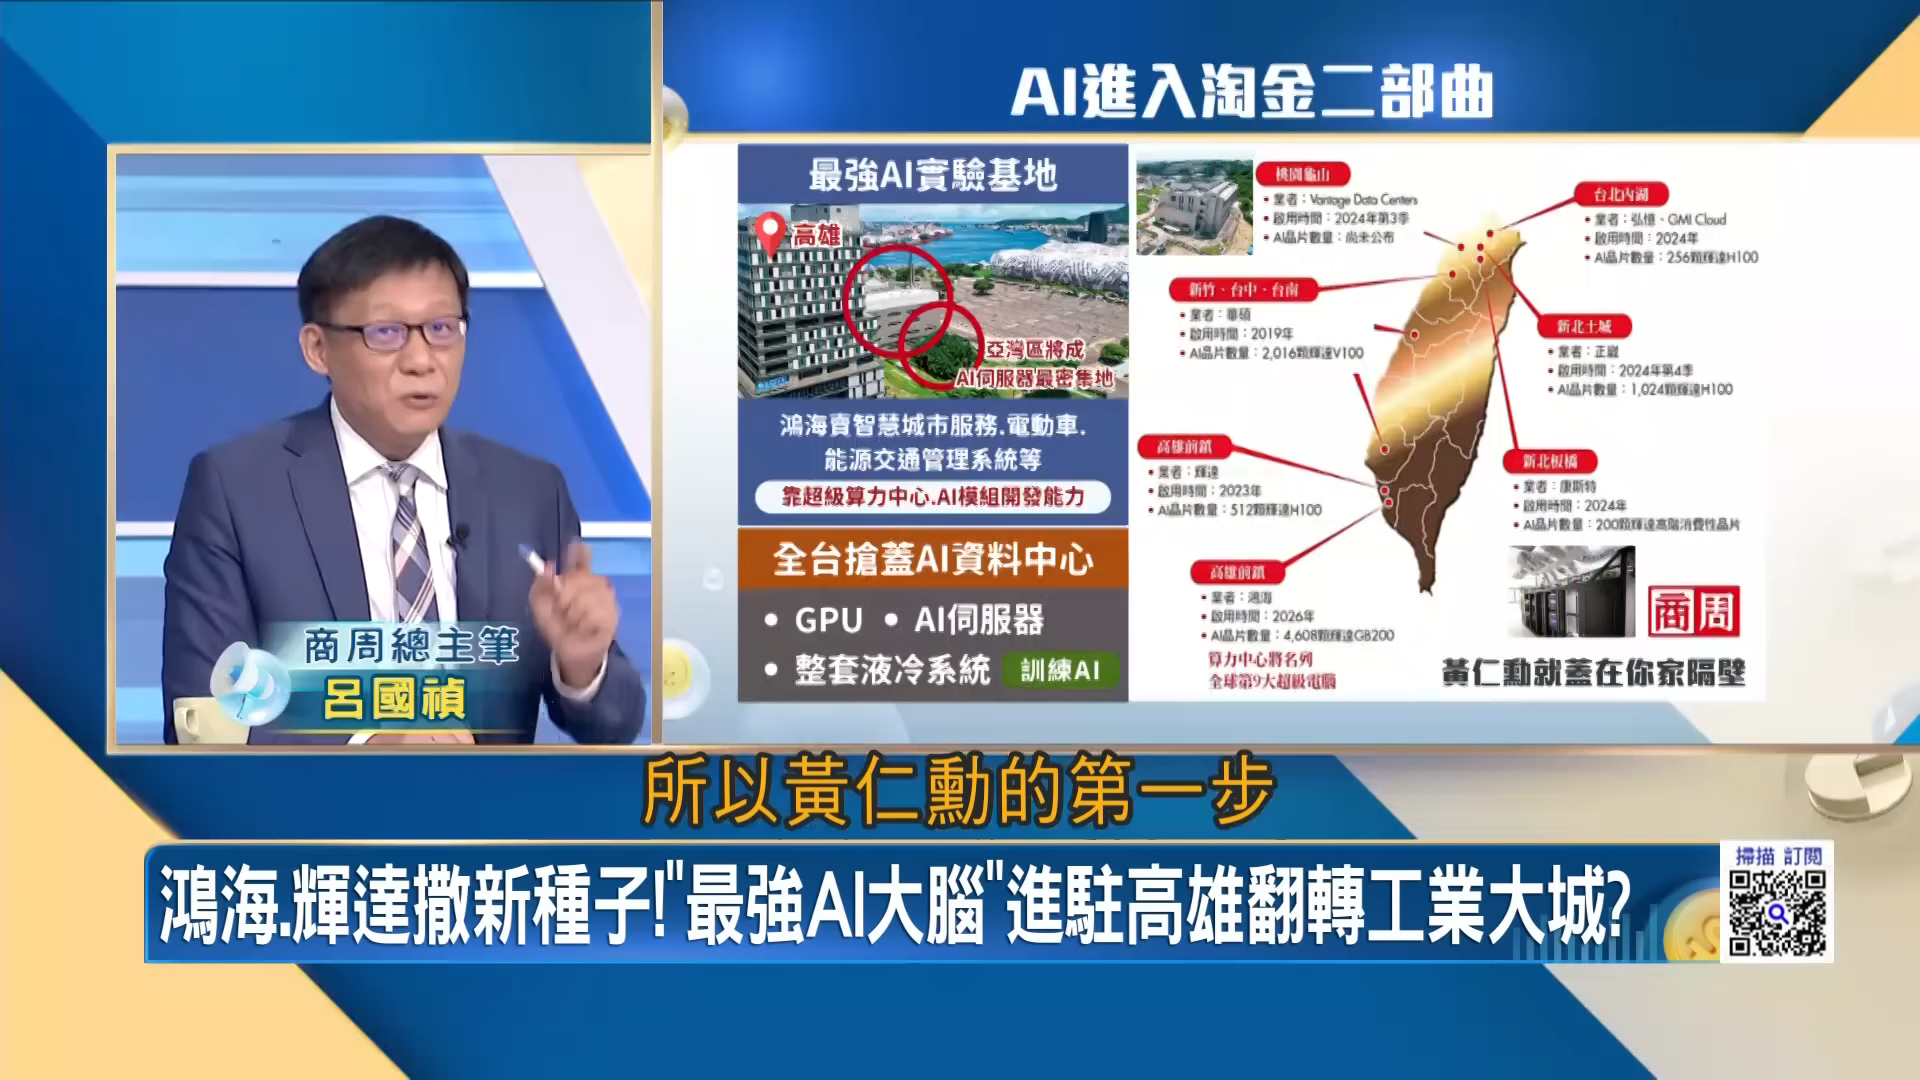 AI進入淘金二部曲
最強AI實驗基地
高雄
亞灣區將成
AI伺服器最密集地
鴻海賣智慧城市服務.電動車.
能源交通管理系統等
靠超級算力中心.AI模組開發能力
全台搶蓋AI資料中心
• GPU • AI伺服器
• 整套液冷系統 訓練AI
桃園龜山
• 業者：Vantage Data Centers
• 啟用時間：2024年第3季
• AI晶片數量：尚未公布
台北內湖
• 業者：弘憶、GMI Cloud
• 啟用時間：2024年
• AI晶片數量：256顆輝達H100
新竹、台中、台南
• 業者：華碩
• 啟用時間：2019年
• AI晶片數量：2,016顆輝達V100
新北土城
• 業者：正崴
• 啟用時間：2024年第4季
• AI晶片數量：1,024顆輝達H100
高雄前鎮
• 業者：輝達
• 啟用時間：2023年
• AI晶片數量：512顆輝達H100
新北板橋
• 業者：康斯特
• 啟用時間：2024年
• AI晶片數量：200顆輝達高階消費性晶片
高雄前鎮
• 業者：鴻海
• 啟用時間：2026年
• AI晶片數量：4,608顆輝達GB200
算力中心將名列
全球第9大超級電腦
商周
黃仁勳就蓋在你家隔壁
商周總主筆
呂國禎
所以黃仁勳的第一步
鴻海.輝達撒新種子!"最強AI大腦"進駐高雄翻轉工業大城?
掃描 訂閱